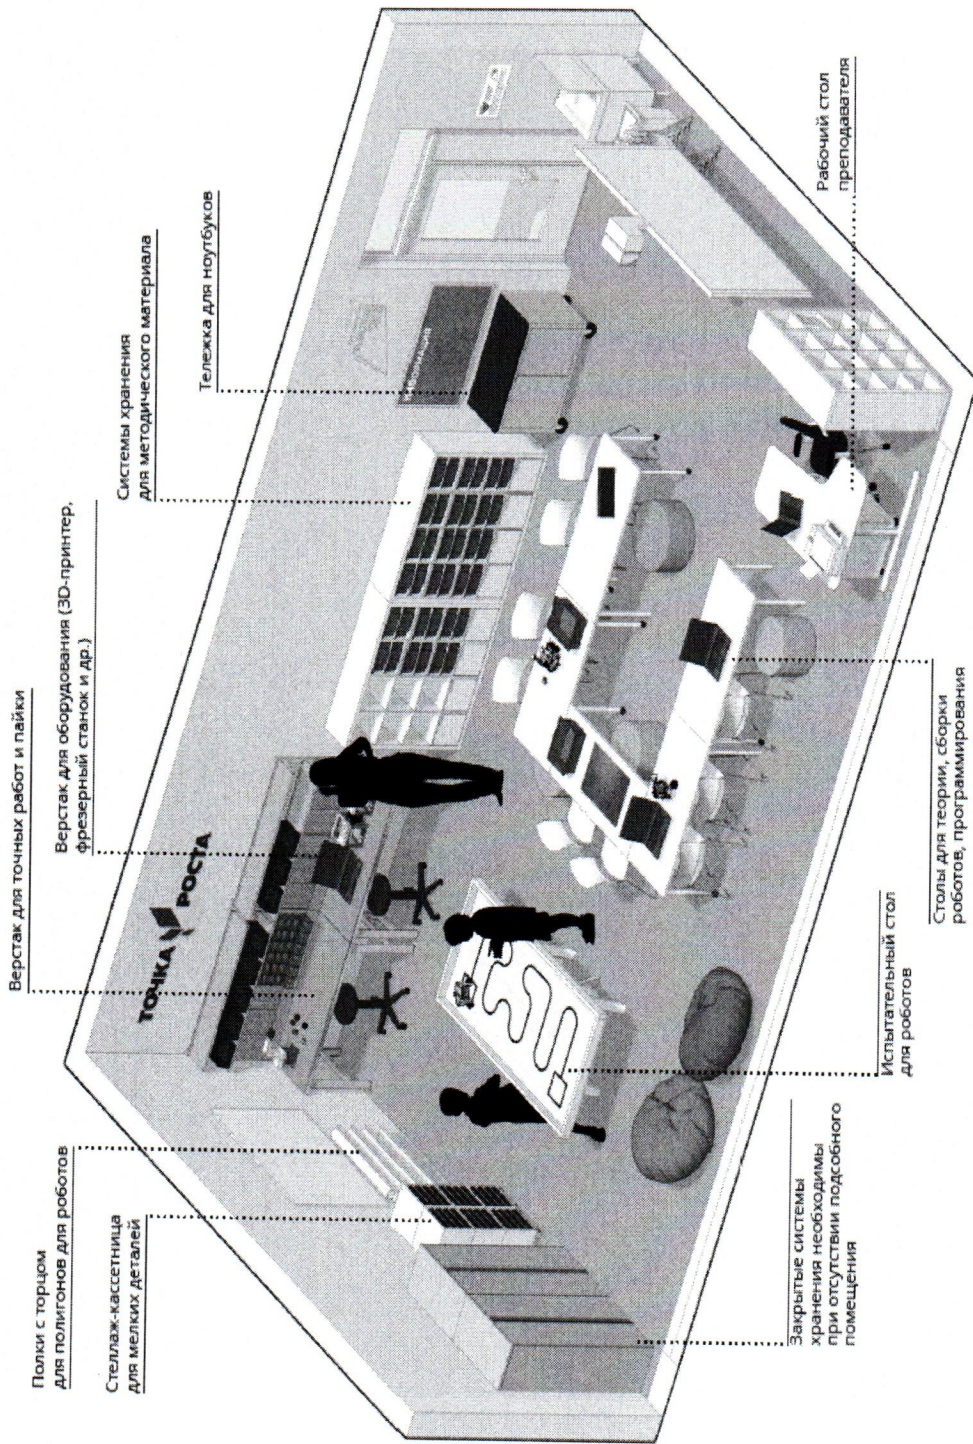 Полки с торцом
для полигонов для роботов
Стеллаж-кассетница
для мелких деталей
Верстак для точных работ и пайки
Верстак для оборудования (3D-принтер,
фрезерный станок и др.)
Системы хранения
для методического материала
Тележка для ноутбуков
ТОЧКА РОСТА
Закрытые системы
хранения необходимы
при отсутствии подсобного
помещения
Испытательный стол
для роботов
Столы для теории, сборки
роботов, программирования
Рабочий стол
преподавателя